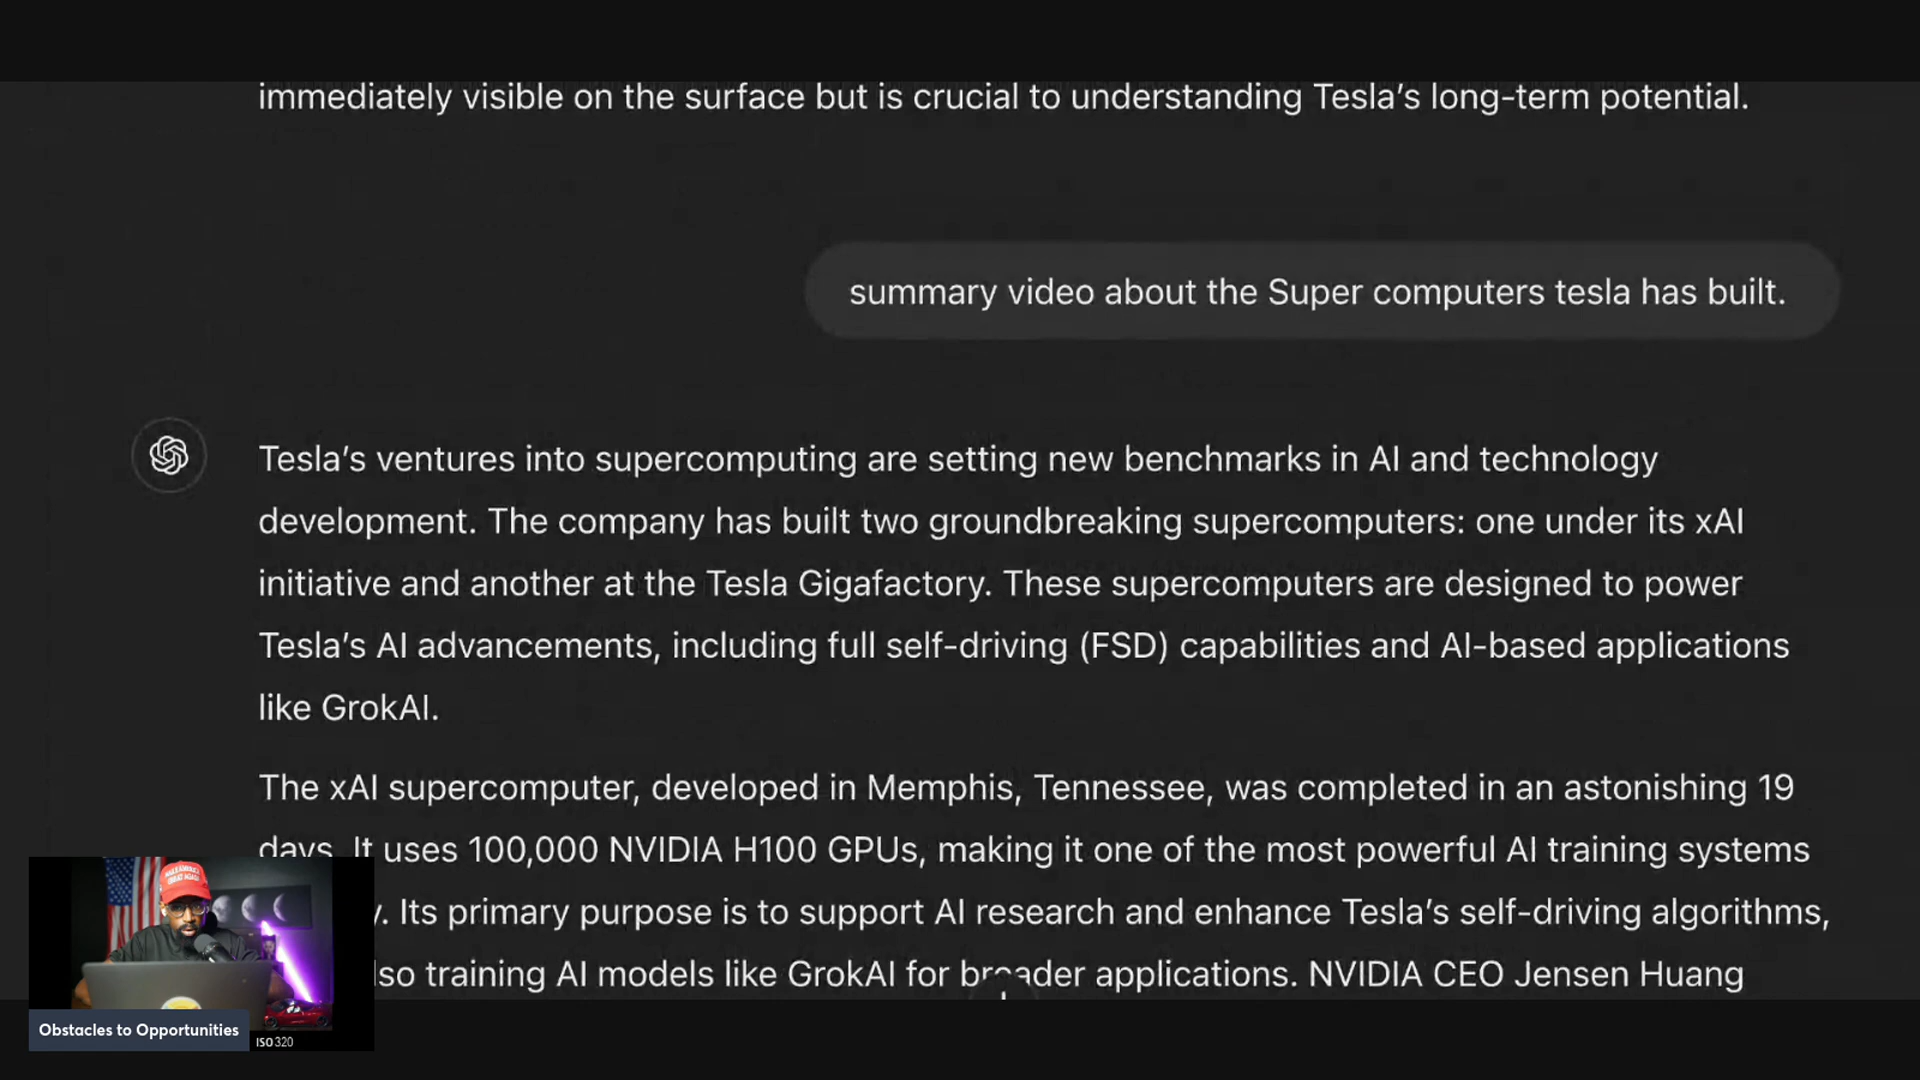 immediately visible on the surface but is crucial to understanding Tesla's long-term potential.
summary video about the Super computers tesla has built.
Tesla's ventures into supercomputing are setting new benchmarks in AI and technology
development. The company has built two groundbreaking supercomputers: one under its xAI
initiative and another at the Tesla Gigafactory. These supercomputers are designed to power
Tesla's AI advancements, including full self-driving (FSD) capabilities and AI-based applications
like GrokAI.
The xAI supercomputer, developed in Memphis, Tennessee, was completed in an astonishing 19
days. It uses 100,000 NVIDIA H100 GPUs, making it one of the most powerful AI training systems
y. Its primary purpose is to support AI research and enhance Tesla's self-driving algorithms,
lso training AI models like GrokAI for broader applications. NVIDIA CEO Jensen Huang
Obstacles to Opportunities
ISO 320